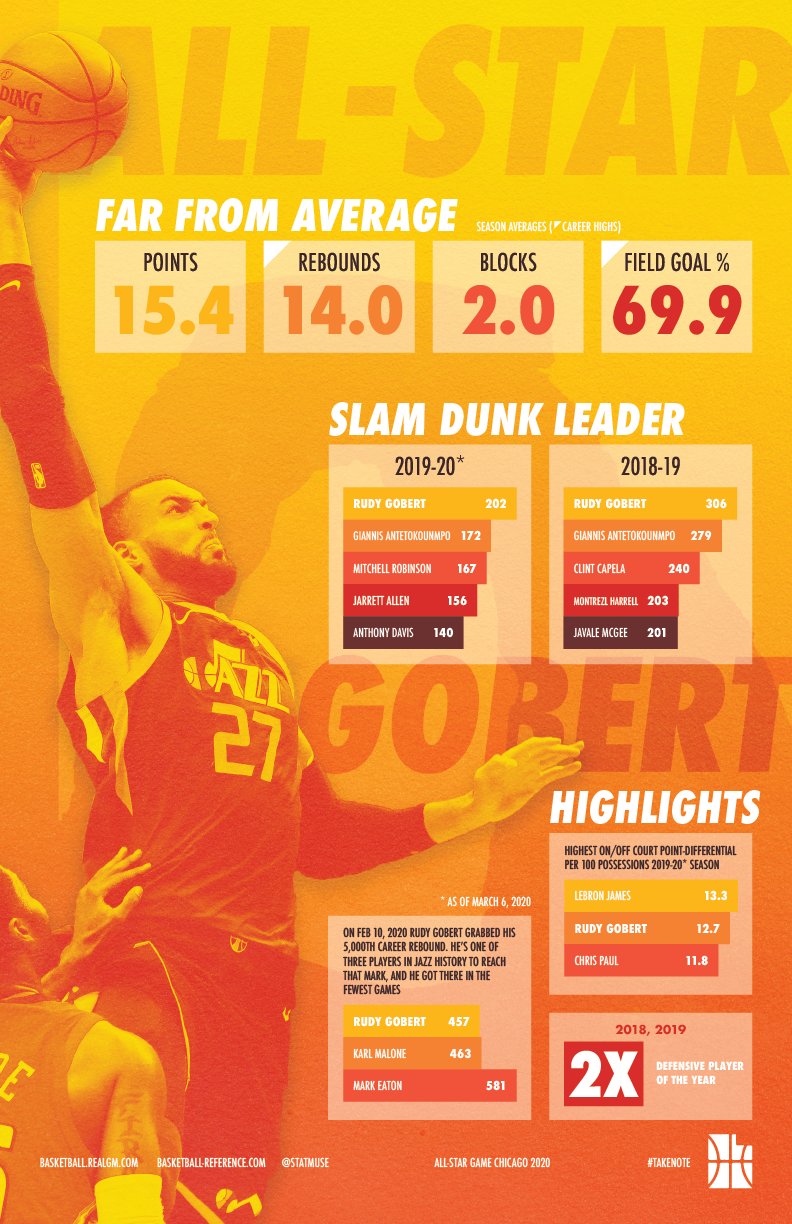 ALL-STAR
DING
FAR FROM AVERAGE
SEASON AVERAGES (◤CAREER HIGHS)
POINTS
15.4
REBOUNDS
14.0
BLOCKS
2.0
FIELD GOAL %
69.9
SLAM DUNK LEADER
2019-20*
RUDY GOBERT 202
GIANNIS ANTETOKOUNMPO 172
MITCHELL ROBINSON 167
JARRETT ALLEN 156
ANTHONY DAVIS 140
2018-19
RUDY GOBERT 306
GIANNIS ANTETOKOUNMPO 279
CLINT CAPELA 240
MONTREZL HARRELL 203
JAVALE MCGEE 201
JAZZ
27
GOBERT
HIGHLIGHTS
HIGHEST ON/OFF COURT POINT-DIFFERENTIAL
PER 100 POSSESSIONS 2019-20* SEASON
LEBRON JAMES 13.3
RUDY GOBERT 12.7
CHRIS PAUL 11.8
* AS OF MARCH 6, 2020
ON FEB 10, 2020 RUDY GOBERT GRABBED HIS
5,000TH CAREER REBOUND. HE'S ONE OF
THREE PLAYERS IN JAZZ HISTORY TO REACH
THAT MARK, AND HE GOT THERE IN THE
FEWEST GAMES
RUDY GOBERT 457
KARL MALONE 463
MARK EATON 581
2018, 2019
2X
DEFENSIVE PLAYER
OF THE YEAR
BASKETBALL.REALGM.COM BASKETBALL-REFERENCE.COM @STATMUSE
ALL-STAR GAME CHICAGO 2020
#TAKENOTE